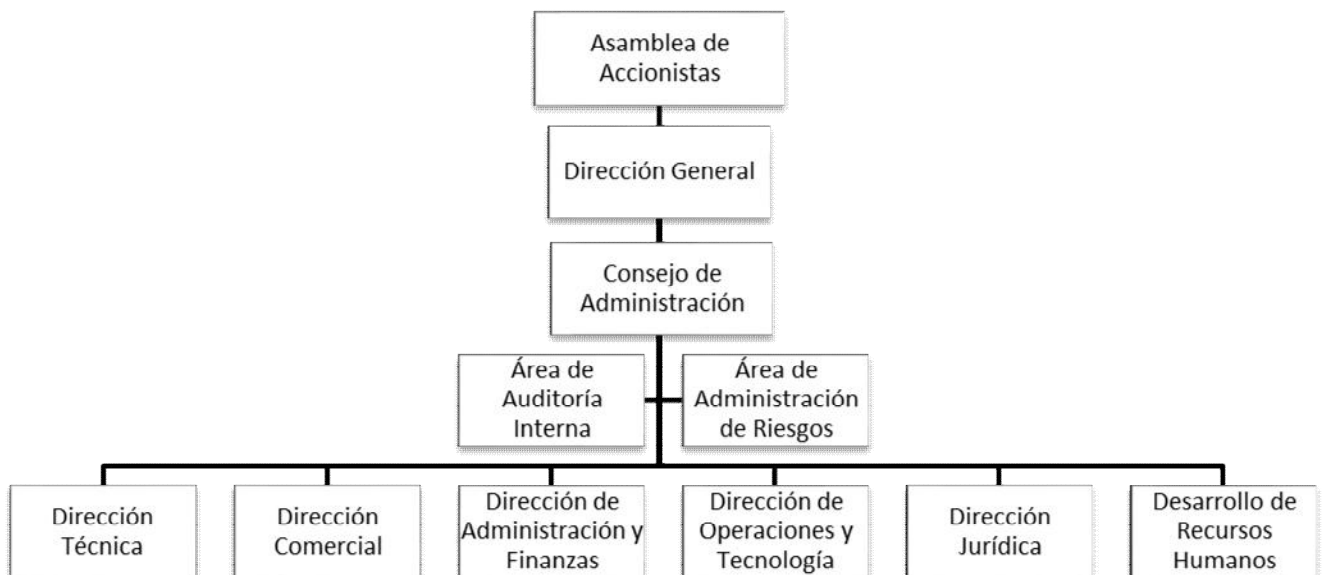 Asamblea de
Accionistas
Dirección General
Consejo de
Administración
Área de
Auditoría
Interna
Área de
Administración
de Riesgos
Dirección
Técnica
Dirección
Comercial
Dirección de
Administración y
Finanzas
Dirección de
Operaciones y
Tecnología
Dirección
Jurídica
Desarrollo de
Recursos
Humanos